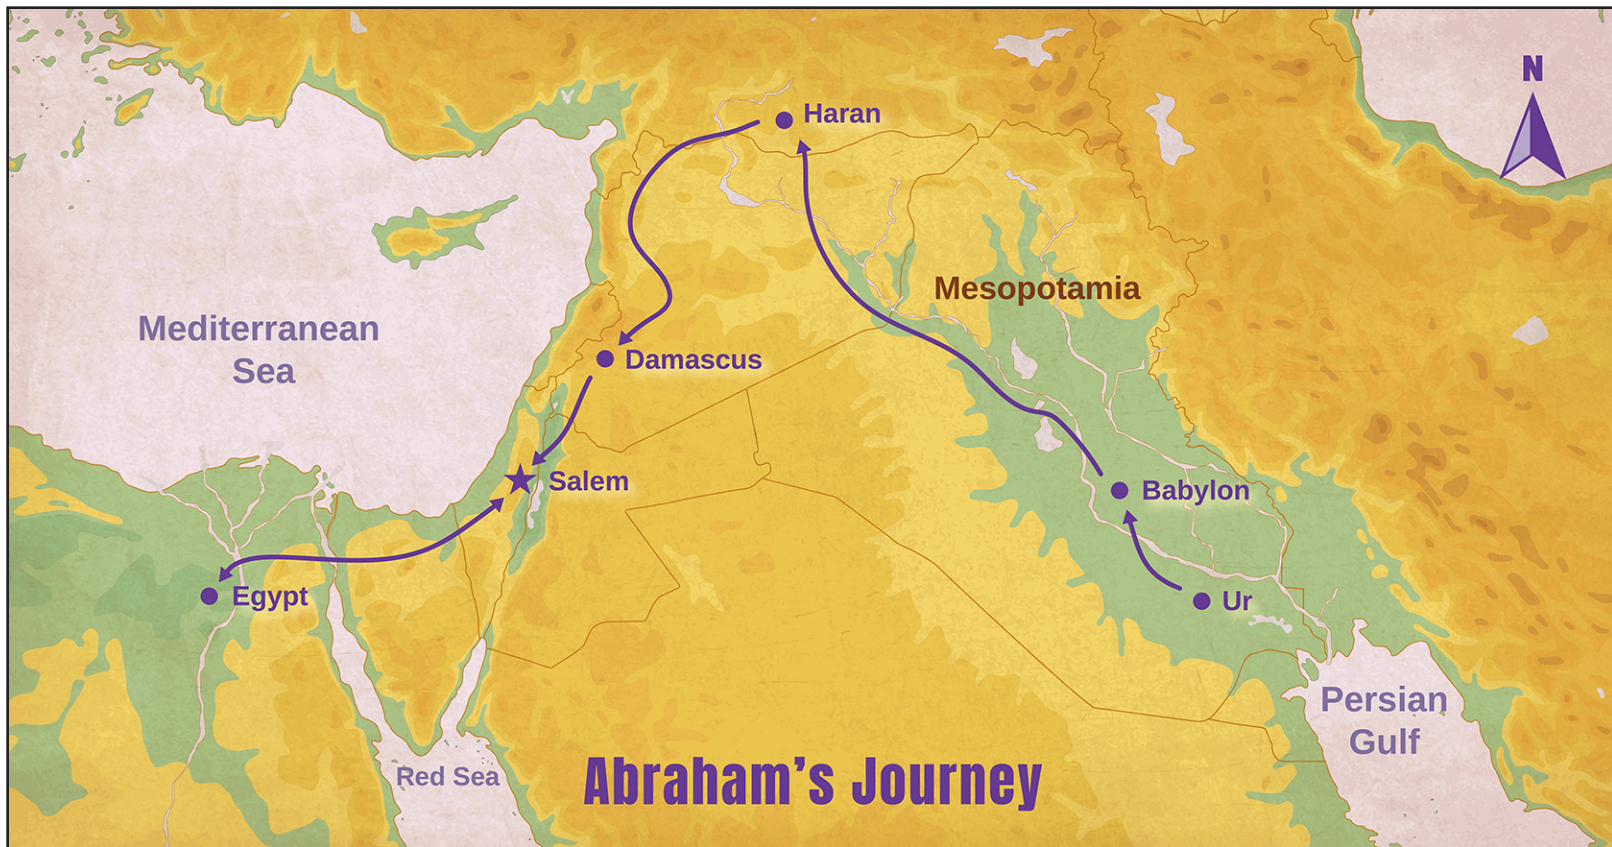 N
Haran
Mesopotamia
Mediterranean
Sea
Damascus
Salem
Babylon
Egypt
Ur
Persian
Gulf
Red Sea
Abraham’s Journey